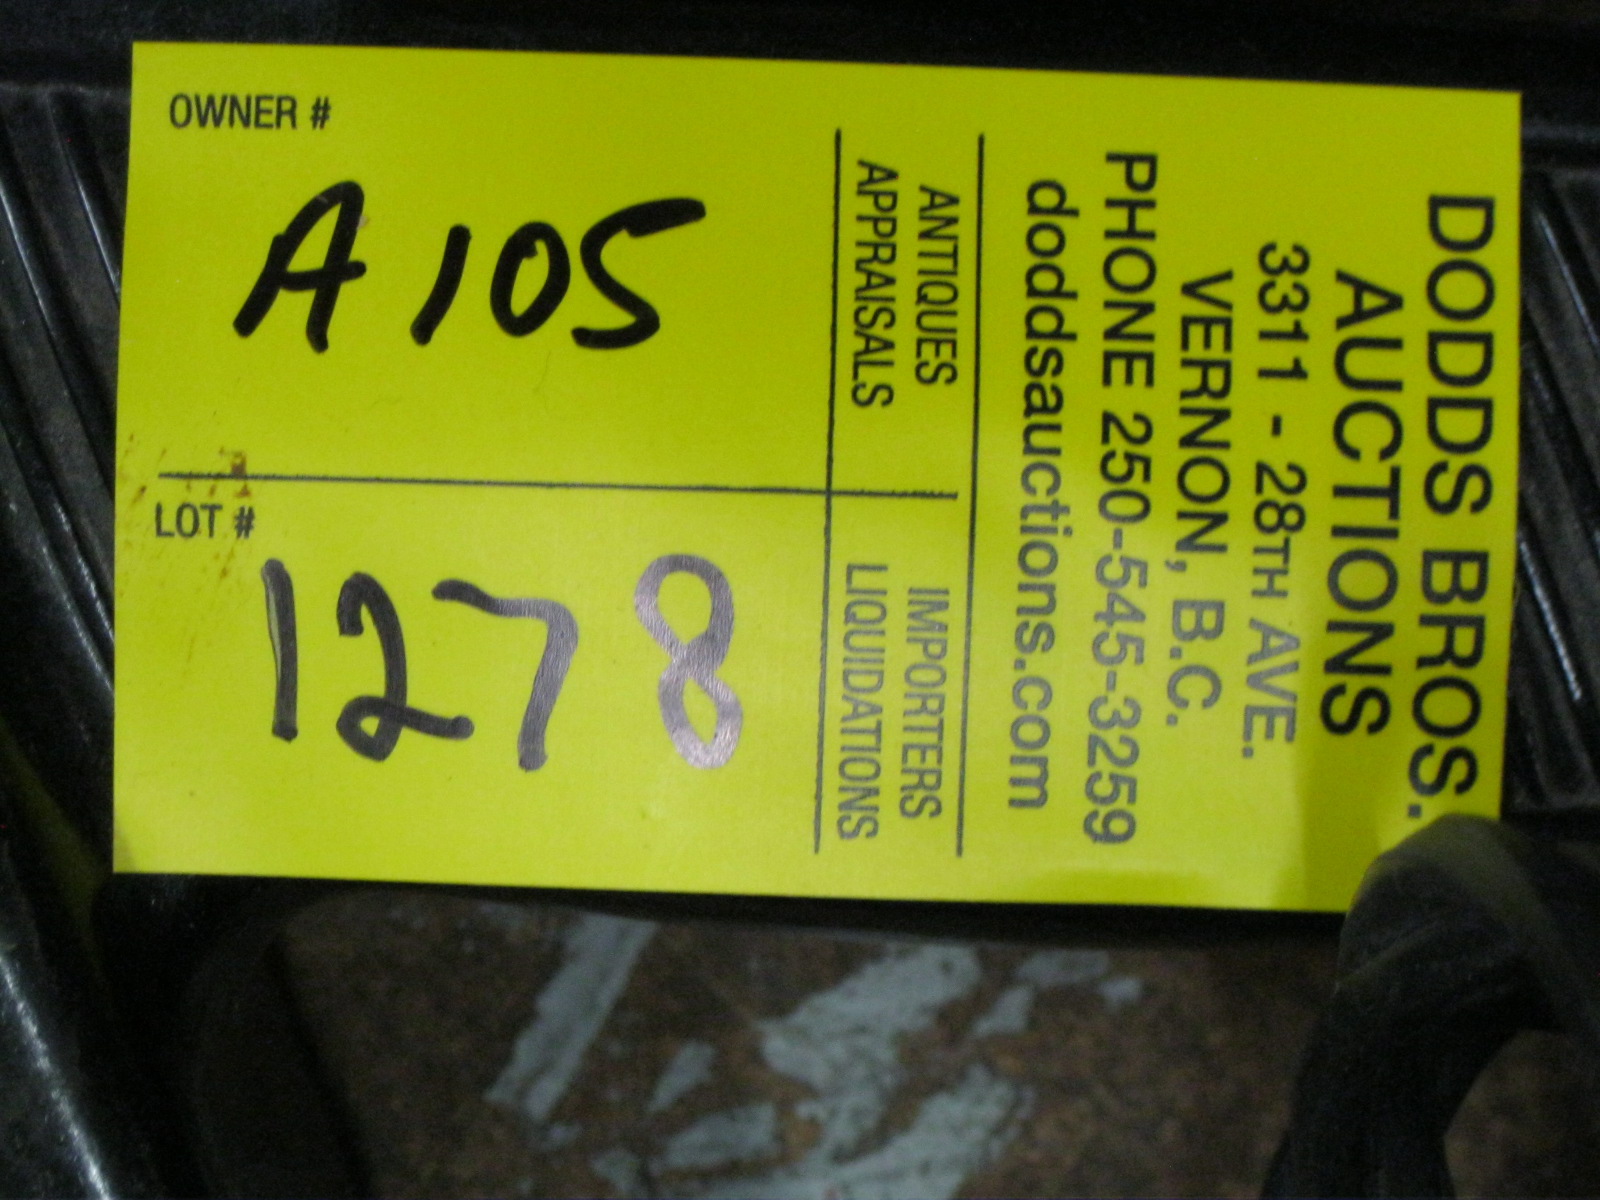 OWNER #
A105
LOT #
1278
DODDS BROS.
AUCTIONS
3311 - 28TH AVE.
VERNON, B.C.
PHONE 250-545-3259
doddsauctions.com
ANTIQUES
APPRAISALS
IMPORTERS
LIQUIDATIONS